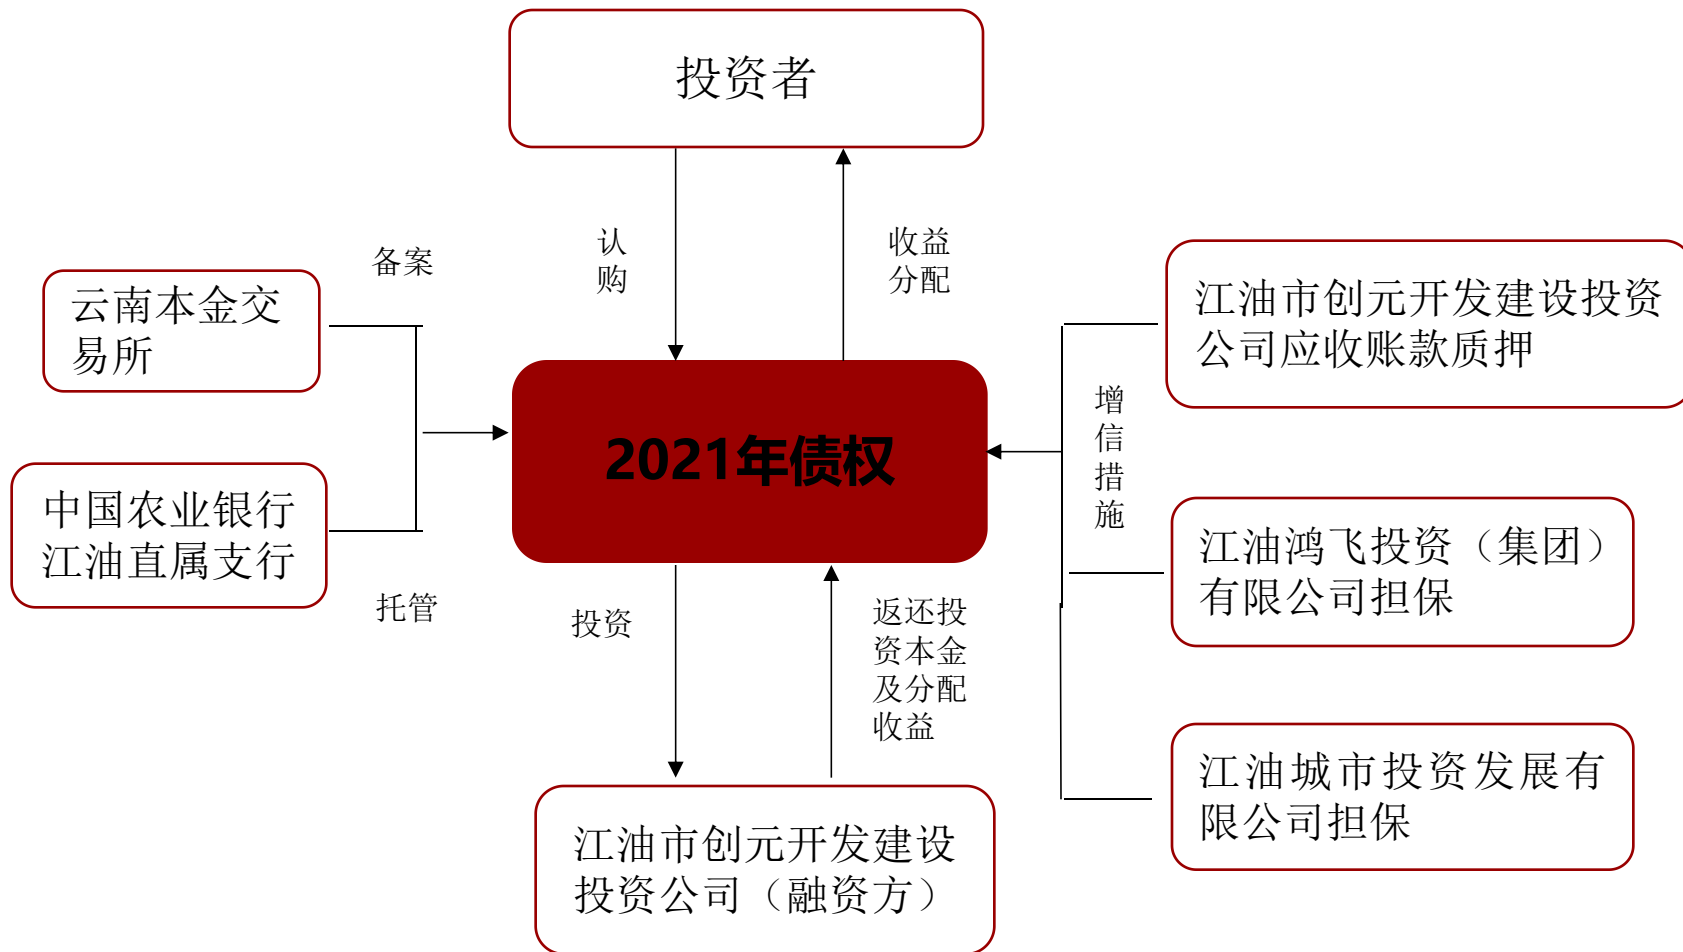 投资者
认
购
收益
分配
备案
云南本金交
易所
中国农业银行
江油直属支行
托管
2021年债权
增
信
措
施
江油市创元开发建设投资
公司应收账款质押
江油鸿飞投资（集团）
有限公司担保
江油城市投资发展有
限公司担保
投资
返还投
资本金
及分配
收益
江油市创元开发建设
投资公司（融资方）